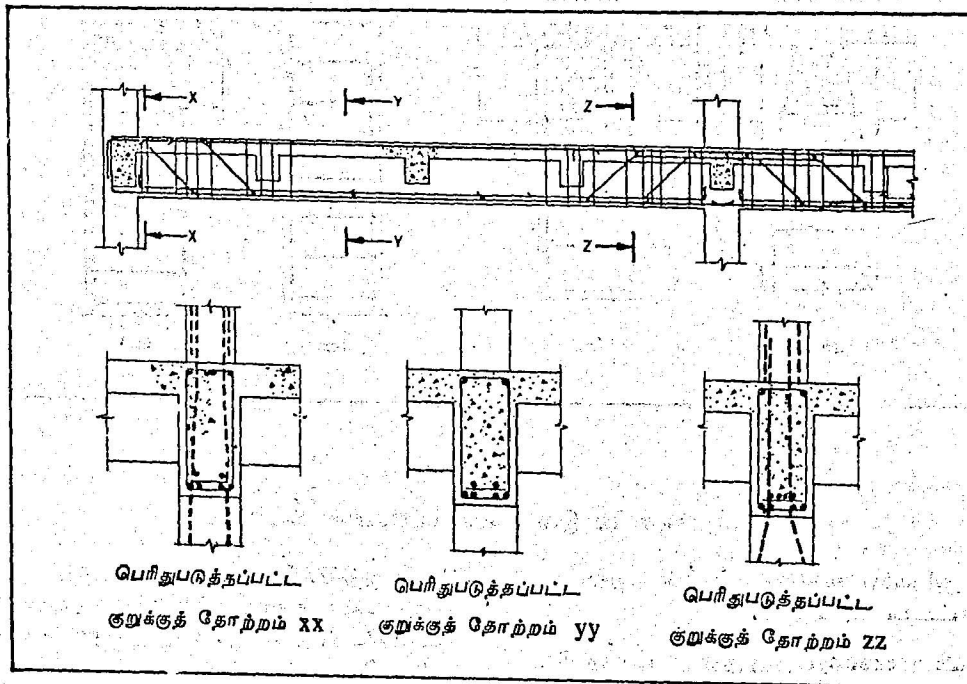 X Y Z
X Y Z
பெரிதுபடுத்தப்பட்ட
குறுக்குத் தோற்றம் XX
பெரிதுபடுத்தப்பட்ட
குறுக்குத் தோற்றம் yy
பெரிதுபடுத்தப்பட்ட
குறுக்குத் தோற்றம் ZZ